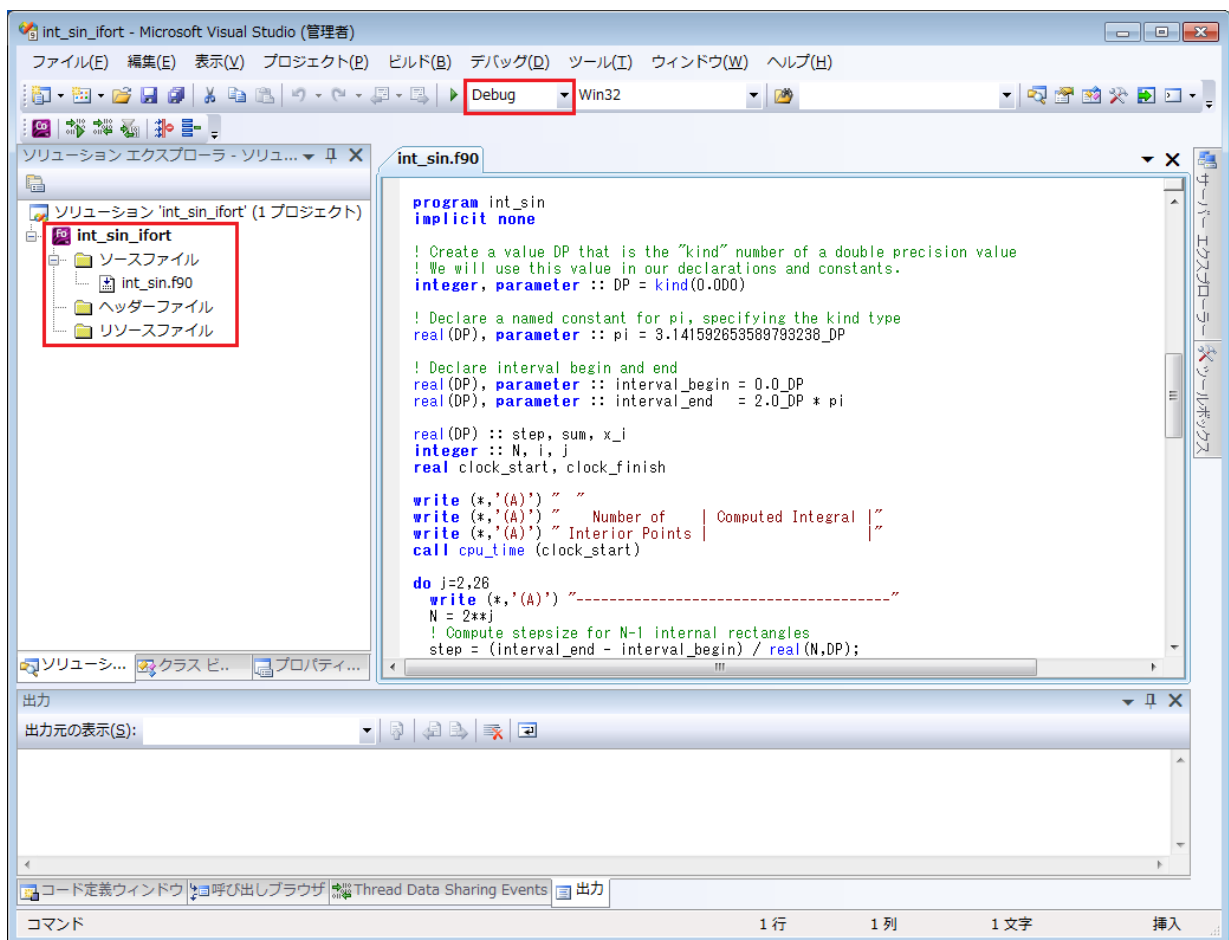 int_sin_ifort - Microsoft Visual Studio (管理者)
ファイル(F) 編集(E) 表示(V) プロジェクト(P) ビルド(B) デバッグ(D) ツール(T) ウィンドウ(W) ヘルプ(H)
Debug Win32
ソリューション エクスプローラ - ソリュ...
int_sin.f90
ソリューション 'int_sin_ifort' (1 プロジェクト)
int_sin_ifort
ソースファイル
int_sin.f90
ヘッダーファイル
リソースファイル
program int_sin
implicit none
! Create a value DP that is the "kind" number of a double precision value
! We will use this value in our declarations and constants.
integer, parameter :: DP = kind(0.0D0)
! Declare a named constant for pi, specifying the kind type
real(DP), parameter :: pi = 3.141592653589793238_DP
! Declare interval begin and end
real(DP), parameter :: interval_begin = 0.0_DP
real(DP), parameter :: interval_end   = 2.0_DP * pi
real(DP) :: step, sum, x_i
integer :: N, i, j
real clock_start, clock_finish
write (*,'(A)') "  "
write (*,'(A)') "    Number of    | Computed Integral |"
write (*,'(A)') " Interior Points |                   |"
call cpu_time (clock_start)
do j=2,26
write (*,'(A)') "--------------------------------------"
N = 2**j
! Compute stepsize for N-1 internal rectangles
step = (interval_end - interval_begin) / real(N,DP);
サーバー エクスプローラー
ツールボックス
ソリューシ... クラス ビ.. プロパティ...
出力
出力元の表示(S):
コード定義ウィンドウ 呼び出しブラウザ Thread Data Sharing Events 出力
コマンド 1 行 1 列 1 文字 挿入